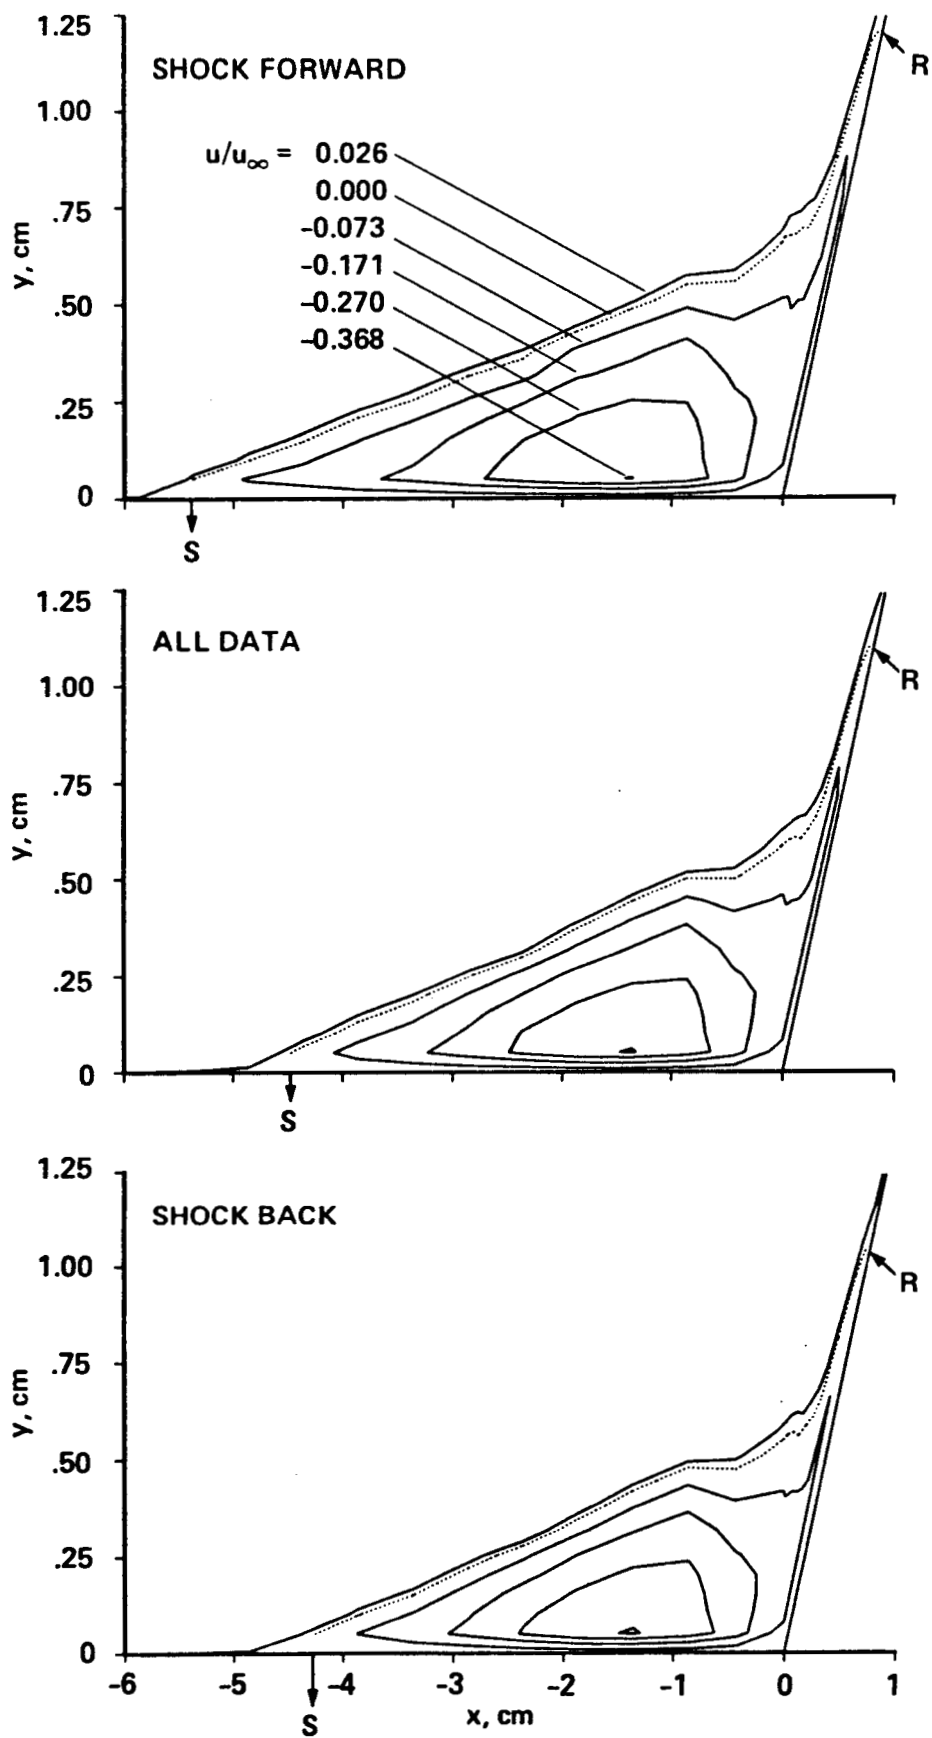 SHOCK FORWARD
1.25
1.00
.75
.50
.25
0
y, cm
u/u∞ = 0.026
0.000
-0.073
-0.171
-0.270
-0.368
R
S
ALL DATA
1.25
1.00
.75
.50
.25
0
y, cm
R
S
SHOCK BACK
1.25
1.00
.75
.50
.25
0
y, cm
R
-6 -5 -4 -3 -2 -1 0 1
S
x, cm